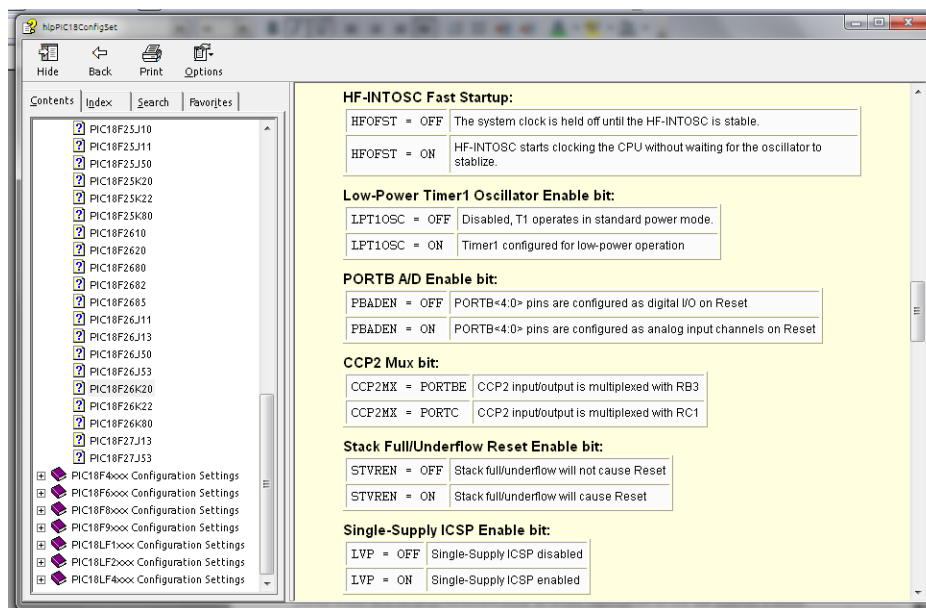 hlpPIC18ConfigSet
Hide
Back
Print
Options
Contents
Index
Search
Favorites
PIC18F25J10
PIC18F25J11
PIC18F25J50
PIC18F25K20
PIC18F25K22
PIC18F25K80
PIC18F2610
PIC18F2620
PIC18F2680
PIC18F2682
PIC18F2685
PIC18F26J11
PIC18F26J13
PIC18F26J50
PIC18F26J53
PIC18F26K20
PIC18F26K22
PIC18F26K80
PIC18F27J13
PIC18F27J53
PIC18F4xxx Configuration Settings
PIC18F6xxx Configuration Settings
PIC18F8xxx Configuration Settings
PIC18F9xxx Configuration Settings
PIC18LF1xxx Configuration Settings
PIC18LF2xxx Configuration Settings
PIC18LF4xxx Configuration Settings
HF-INTOSC Fast Startup:
HFOFST = OFF The system clock is held off until the HF-INTOSC is stable.
HFOFST = ON HF-INTOSC starts clocking the CPU without waiting for the oscillator to
stablize.
Low-Power Timer1 Oscillator Enable bit:
LPT1OSC = OFF Disabled, T1 operates in standard power mode.
LPT1OSC = ON Timer1 configured for low-power operation
PORTB A/D Enable bit:
PBADEN = OFF PORTB<4:0> pins are configured as digital I/O on Reset
PBADEN = ON PORTB<4:0> pins are configured as analog input channels on Reset
CCP2 Mux bit:
CCP2MX = PORTBE CCP2 input/output is multiplexed with RB3
CCP2MX = PORTC CCP2 input/output is multiplexed with RC1
Stack Full/Underflow Reset Enable bit:
STVREN = OFF Stack full/underflow will not cause Reset
STVREN = ON Stack full/underflow will cause Reset
Single-Supply ICSP Enable bit:
LVP = OFF Single-Supply ICSP disabled
LVP = ON Single-Supply ICSP enabled